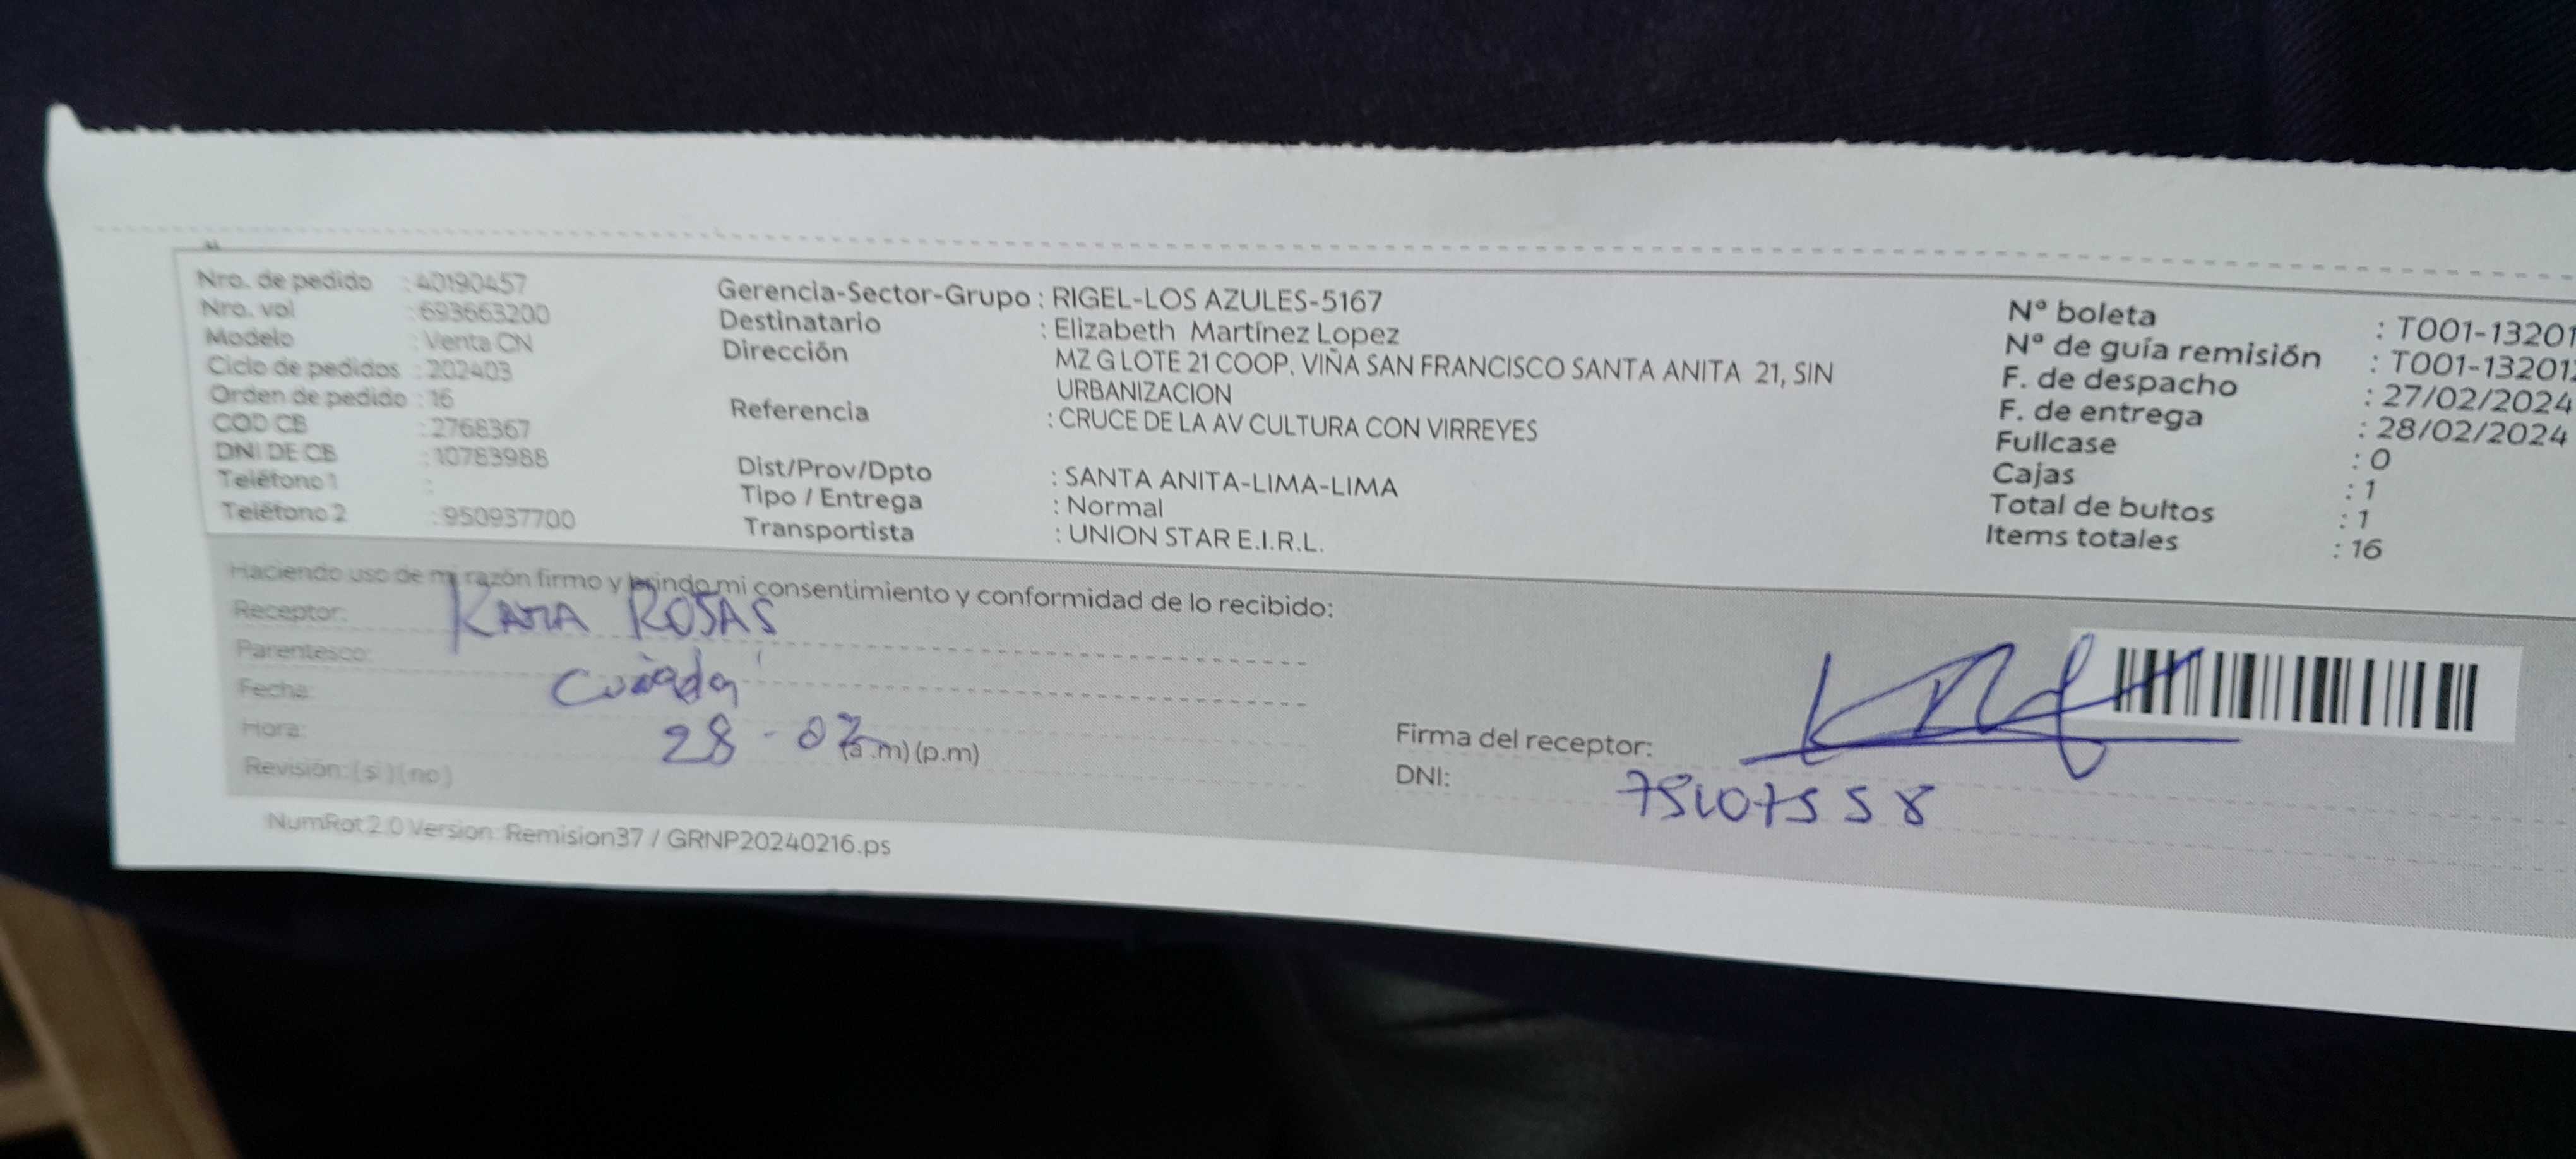 Nro. de pedido : 40190457
Nro. vol : 693663200
Modelo : Venta CN
Ciclo de pedidos : 202403
Orden de pedido : 16
COD CB : 2768367
DNI DE CB : 10783988
Teléfono 1 :
Teléfono 2 : 950937700
Gerencia-Sector-Grupo : RIGEL-LOS AZULES-5167
Destinatario : Elizabeth Martínez Lopez
Dirección MZ G LOTE 21 COOP. VIÑA SAN FRANCISCO SANTA ANITA 21, SIN
URBANIZACION
Referencia : CRUCE DE LA AV CULTURA CON VIRREYES
Dist/Prov/Dpto : SANTA ANITA-LIMA-LIMA
Tipo / Entrega : Normal
Transportista : UNION STAR E.I.R.L.
Nº boleta : T001-13201
Nº de guía remisión : T001-13201
F. de despacho : 27/02/2024
F. de entrega : 28/02/2024
Fullcase : 0
Cajas : 1
Total de bultos : 1
Items totales : 16
Haciendo uso de mi razón firmo y brindo mi consentimiento y conformidad de lo recibido:
Receptor: KATIA ROSAS
Parentesco: Cuñada
Fecha: 28-02
Hora: (a.m) (p.m)
Revisión: (si) (no)
Firma del receptor:
DNI:
NumRot 2.0 Version: Remision37 / GRNP20240216.ps